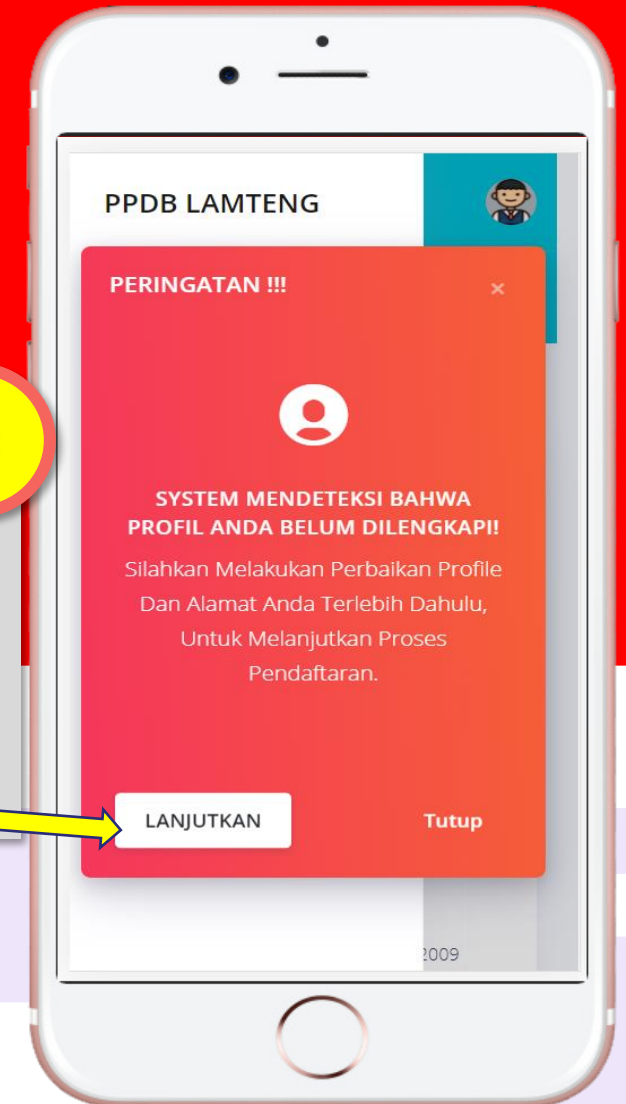 PPDB LAMTENG
PERINGATAN !!!
×
SYSTEM MENDETEKSI BAHWA
PROFIL ANDA BELUM DILENGKAPI!
Silahkan Melakukan Perbaikan Profile
Dan Alamat Anda Terlebih Dahulu,
Untuk Melanjutkan Proses
Pendaftaran.
LANJUTKAN Tutup
2009